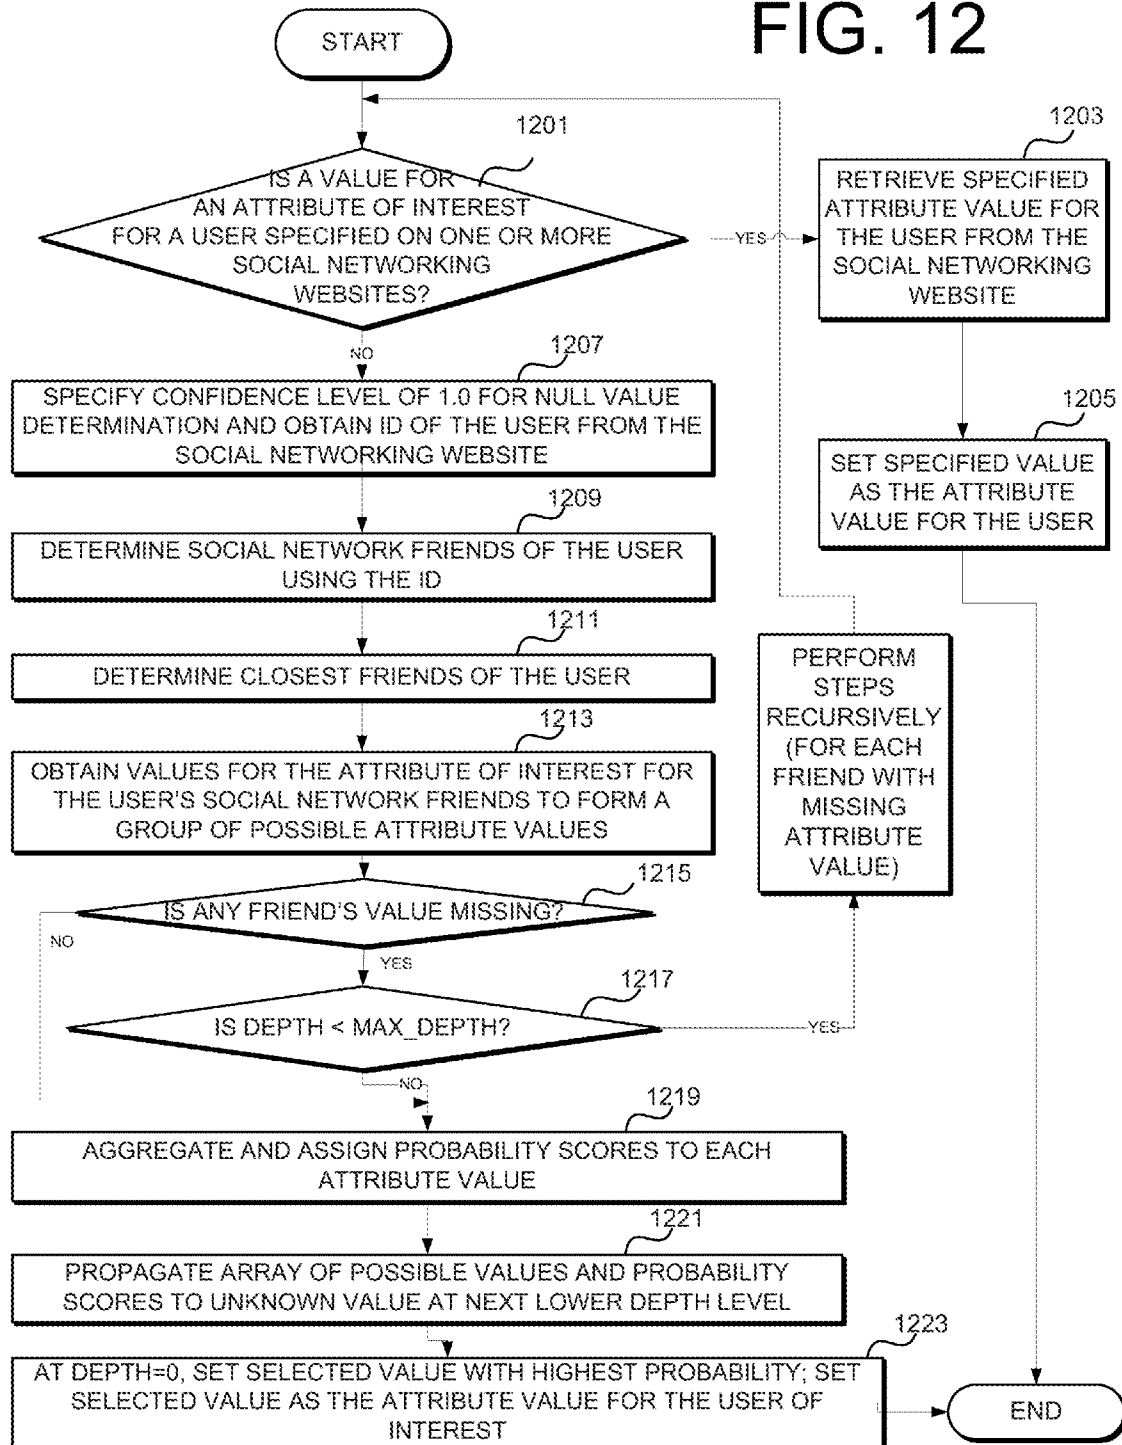 FIG. 12
START
1201
IS A VALUE FOR
AN ATTRIBUTE OF INTEREST
FOR A USER SPECIFIED ON ONE OR MORE
SOCIAL NETWORKING
WEBSITES?
YES
1203
RETRIEVE SPECIFIED
ATTRIBUTE VALUE FOR
THE USER FROM THE
SOCIAL NETWORKING
WEBSITE
1205
SET SPECIFIED VALUE
AS THE ATTRIBUTE
VALUE FOR THE USER
NO
1207
SPECIFY CONFIDENCE LEVEL OF 1.0 FOR NULL VALUE
DETERMINATION AND OBTAIN ID OF THE USER FROM THE
SOCIAL NETWORKING WEBSITE
1209
DETERMINE SOCIAL NETWORK FRIENDS OF THE USER
USING THE ID
1211
DETERMINE CLOSEST FRIENDS OF THE USER
1213
OBTAIN VALUES FOR THE ATTRIBUTE OF INTEREST FOR
THE USER'S SOCIAL NETWORK FRIENDS TO FORM A
GROUP OF POSSIBLE ATTRIBUTE VALUES
1215
IS ANY FRIEND'S VALUE MISSING?
NO
YES
1217
IS DEPTH < MAX_DEPTH?
YES
PERFORM
STEPS
RECURSIVELY
(FOR EACH
FRIEND WITH
MISSING
ATTRIBUTE
VALUE)
NO
1219
AGGREGATE AND ASSIGN PROBABILITY SCORES TO EACH
ATTRIBUTE VALUE
1221
PROPAGATE ARRAY OF POSSIBLE VALUES AND PROBABILITY
SCORES TO UNKNOWN VALUE AT NEXT LOWER DEPTH LEVEL
1223
AT DEPTH=0, SET SELECTED VALUE WITH HIGHEST PROBABILITY; SET
SELECTED VALUE AS THE ATTRIBUTE VALUE FOR THE USER OF
INTEREST
END